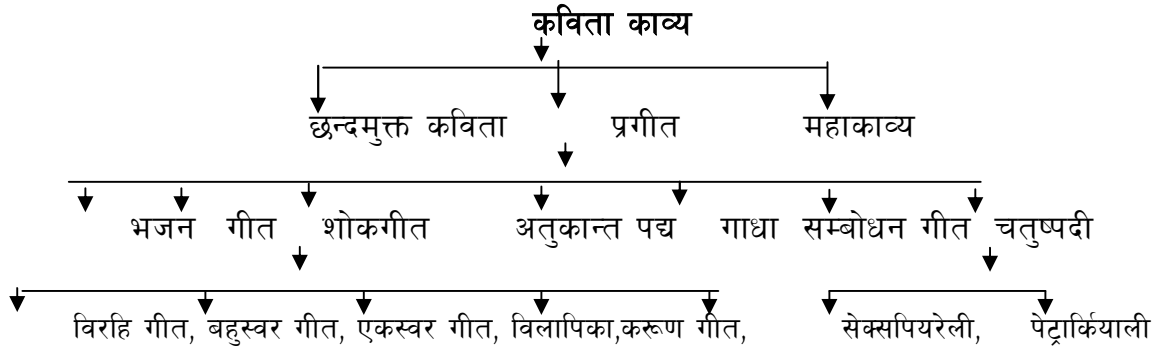 कविता काव्य
छन्दमुक्त कविता प्रगीत महाकाव्य
भजन गीत शोकगीत अतुकान्त पद्य गाधा सम्बोधन गीत चतुष्पदी
विरहि गीत, बहुस्वर गीत, एकस्वर गीत, विलापिका,करूण गीत, सेक्सपियरेली, पेट्रार्कियाली